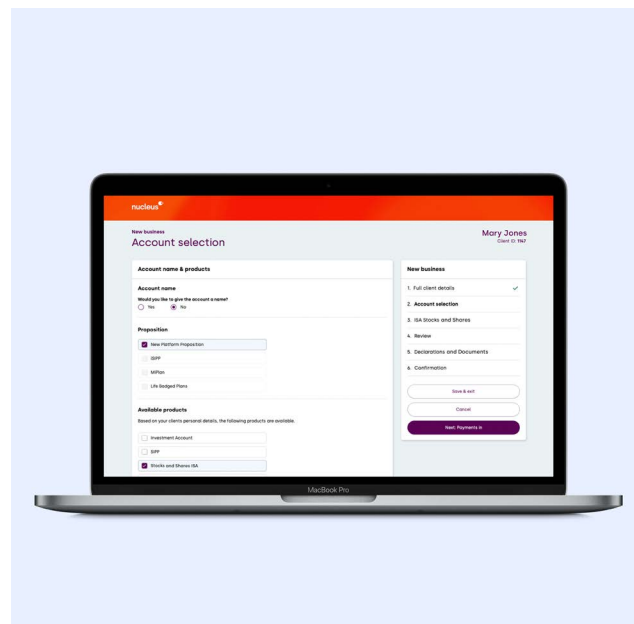 nucleus
New business
Account selection
Mary Jones
Client ID: 1147
Account name & products
Account name
Would you like to give the account a name?
Yes No
Proposition
New Platform Proposition
iSIPP
MiPlan
Life Bodged Plans
Available products
Based on your clients personal details, the following products are available.
Investment Account
SIPP
Stocks and Shares ISA
New business
1. Full client details
2. Account selection
3. ISA Stocks and Shares
4. Review
5. Declarations and Documents
6. Confirmation
Save & exit
Cancel
Next: Payments in
MacBook Pro